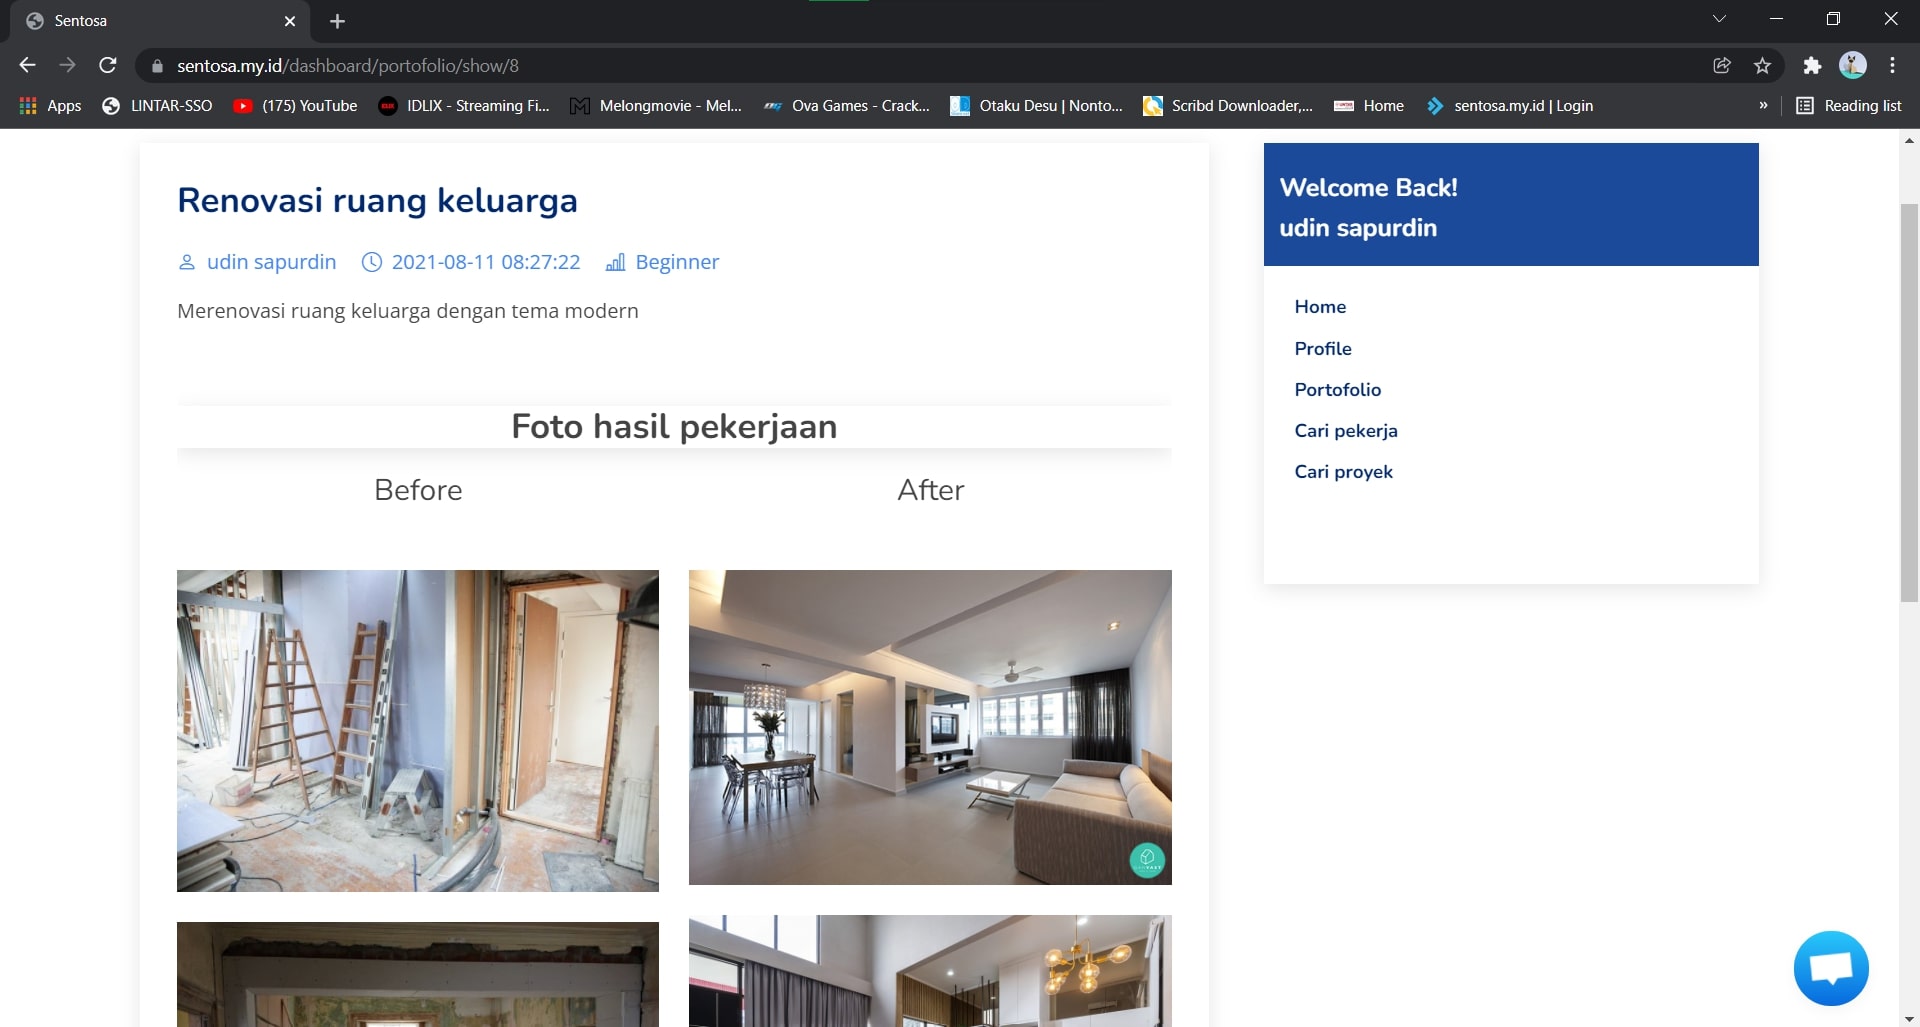 Sentosa
sentosa.my.id/dashboard/portofolio/show/8
Apps
LINTAR-SSO
(175) YouTube
IDLIX - Streaming Fi...
Melongmovie - Mel...
Ova Games - Crack...
Otaku Desu | Nonto...
Scribd Downloader,...
Home
sentosa.my.id | Login
»
Reading list
Renovasi ruang keluarga
udin sapurdin
2021-08-11 08:27:22
Beginner
Merenovasi ruang keluarga dengan tema modern
Foto hasil pekerjaan
Before
After
Welcome Back!
udin sapurdin
Home
Profile
Portofolio
Cari pekerja
Cari proyek